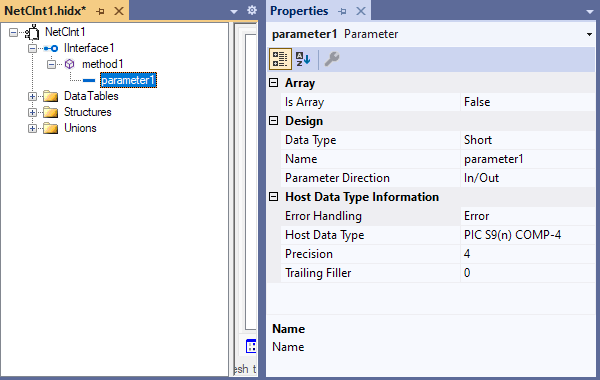 NetClnt1.hidx*
NetClnt1
IInterface1
method1
parameter1
DataTables
Structures
Unions
esh t
Properties
parameter1 Parameter
Array
Is Array False
Design
Data Type Short
Name parameter1
Parameter Direction In/Out
Host Data Type Information
Error Handling Error
Host Data Type PIC S9(n) COMP-4
Precision 4
Trailing Filler 0
Name
Name